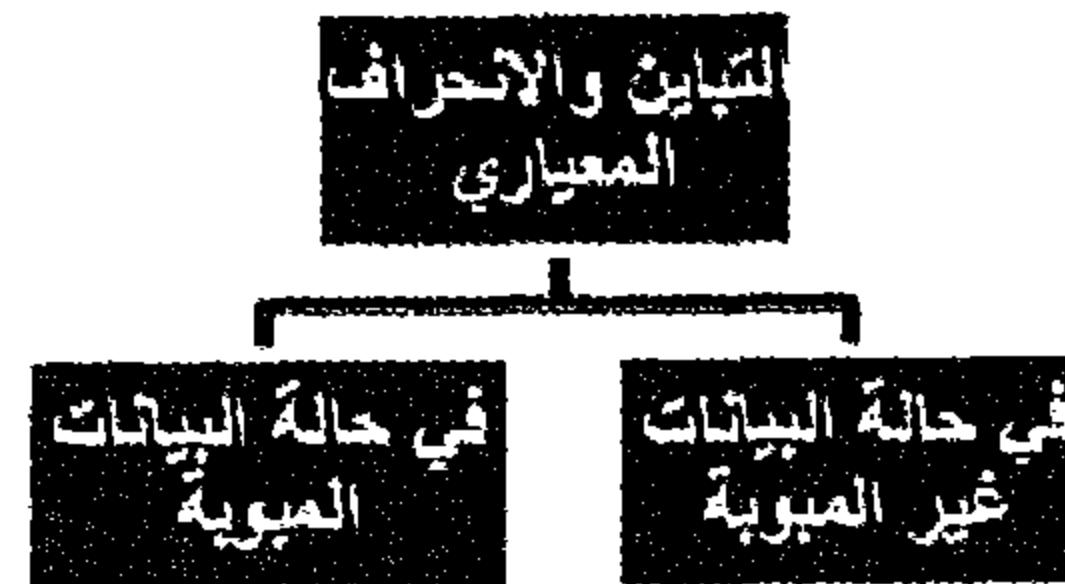 التباين والانحراف
المعياري
في حالة البيانات
غير المبوبة
في حالة البيانات
المبوبة